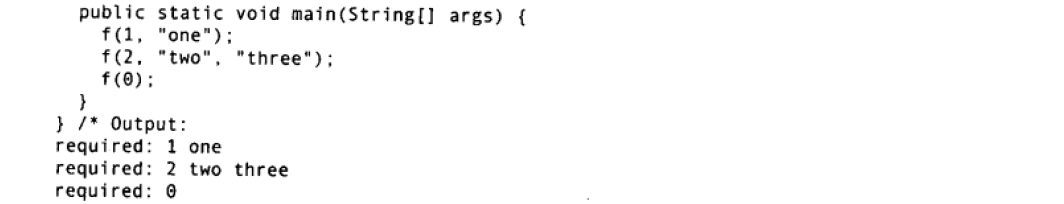 public static void main(String[] args) {
f(1, "one");
f(2, "two", "three");
f(0);
}
} /* Output:
required: 1 one
required: 2 two three
required: 0